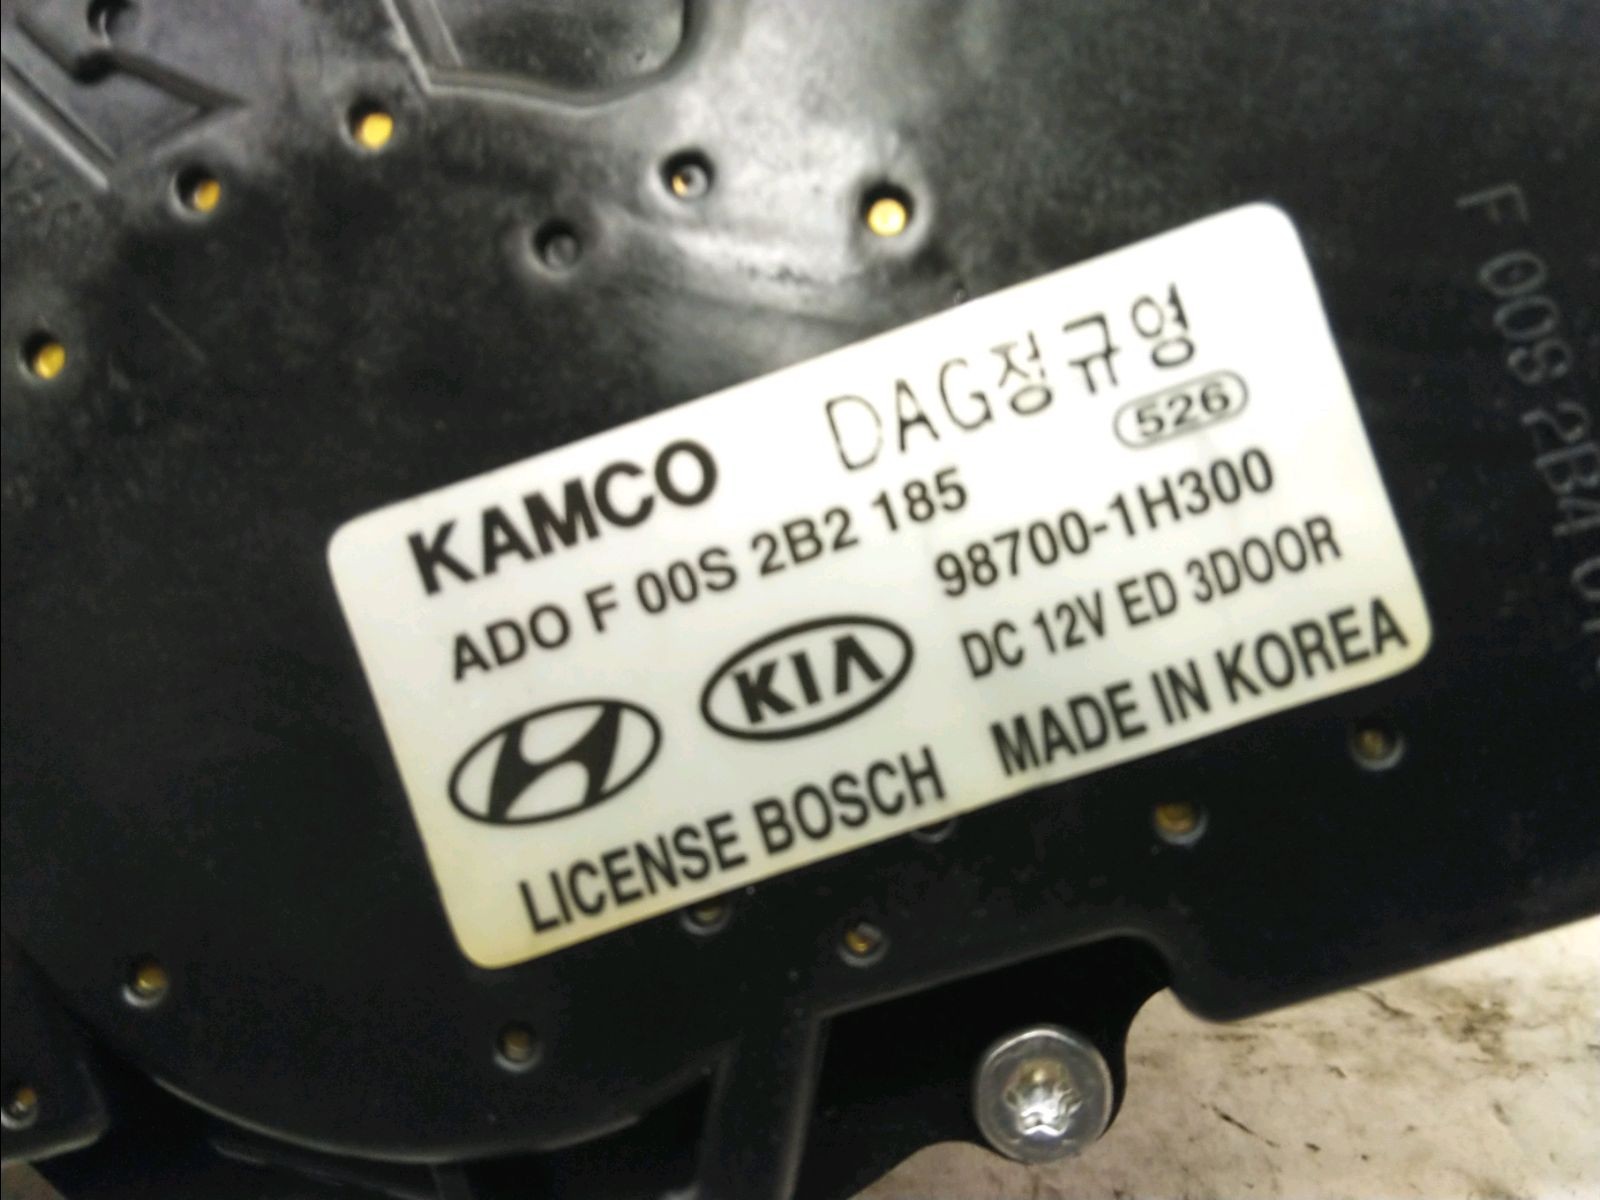 DAG정규영
KAMCO
526
ADO F 00S 2B2 185
98700-1H300
KIA
DC 12V ED 3DOOR
LICENSE BOSCH MADE IN KOREA
F 00S 2B4